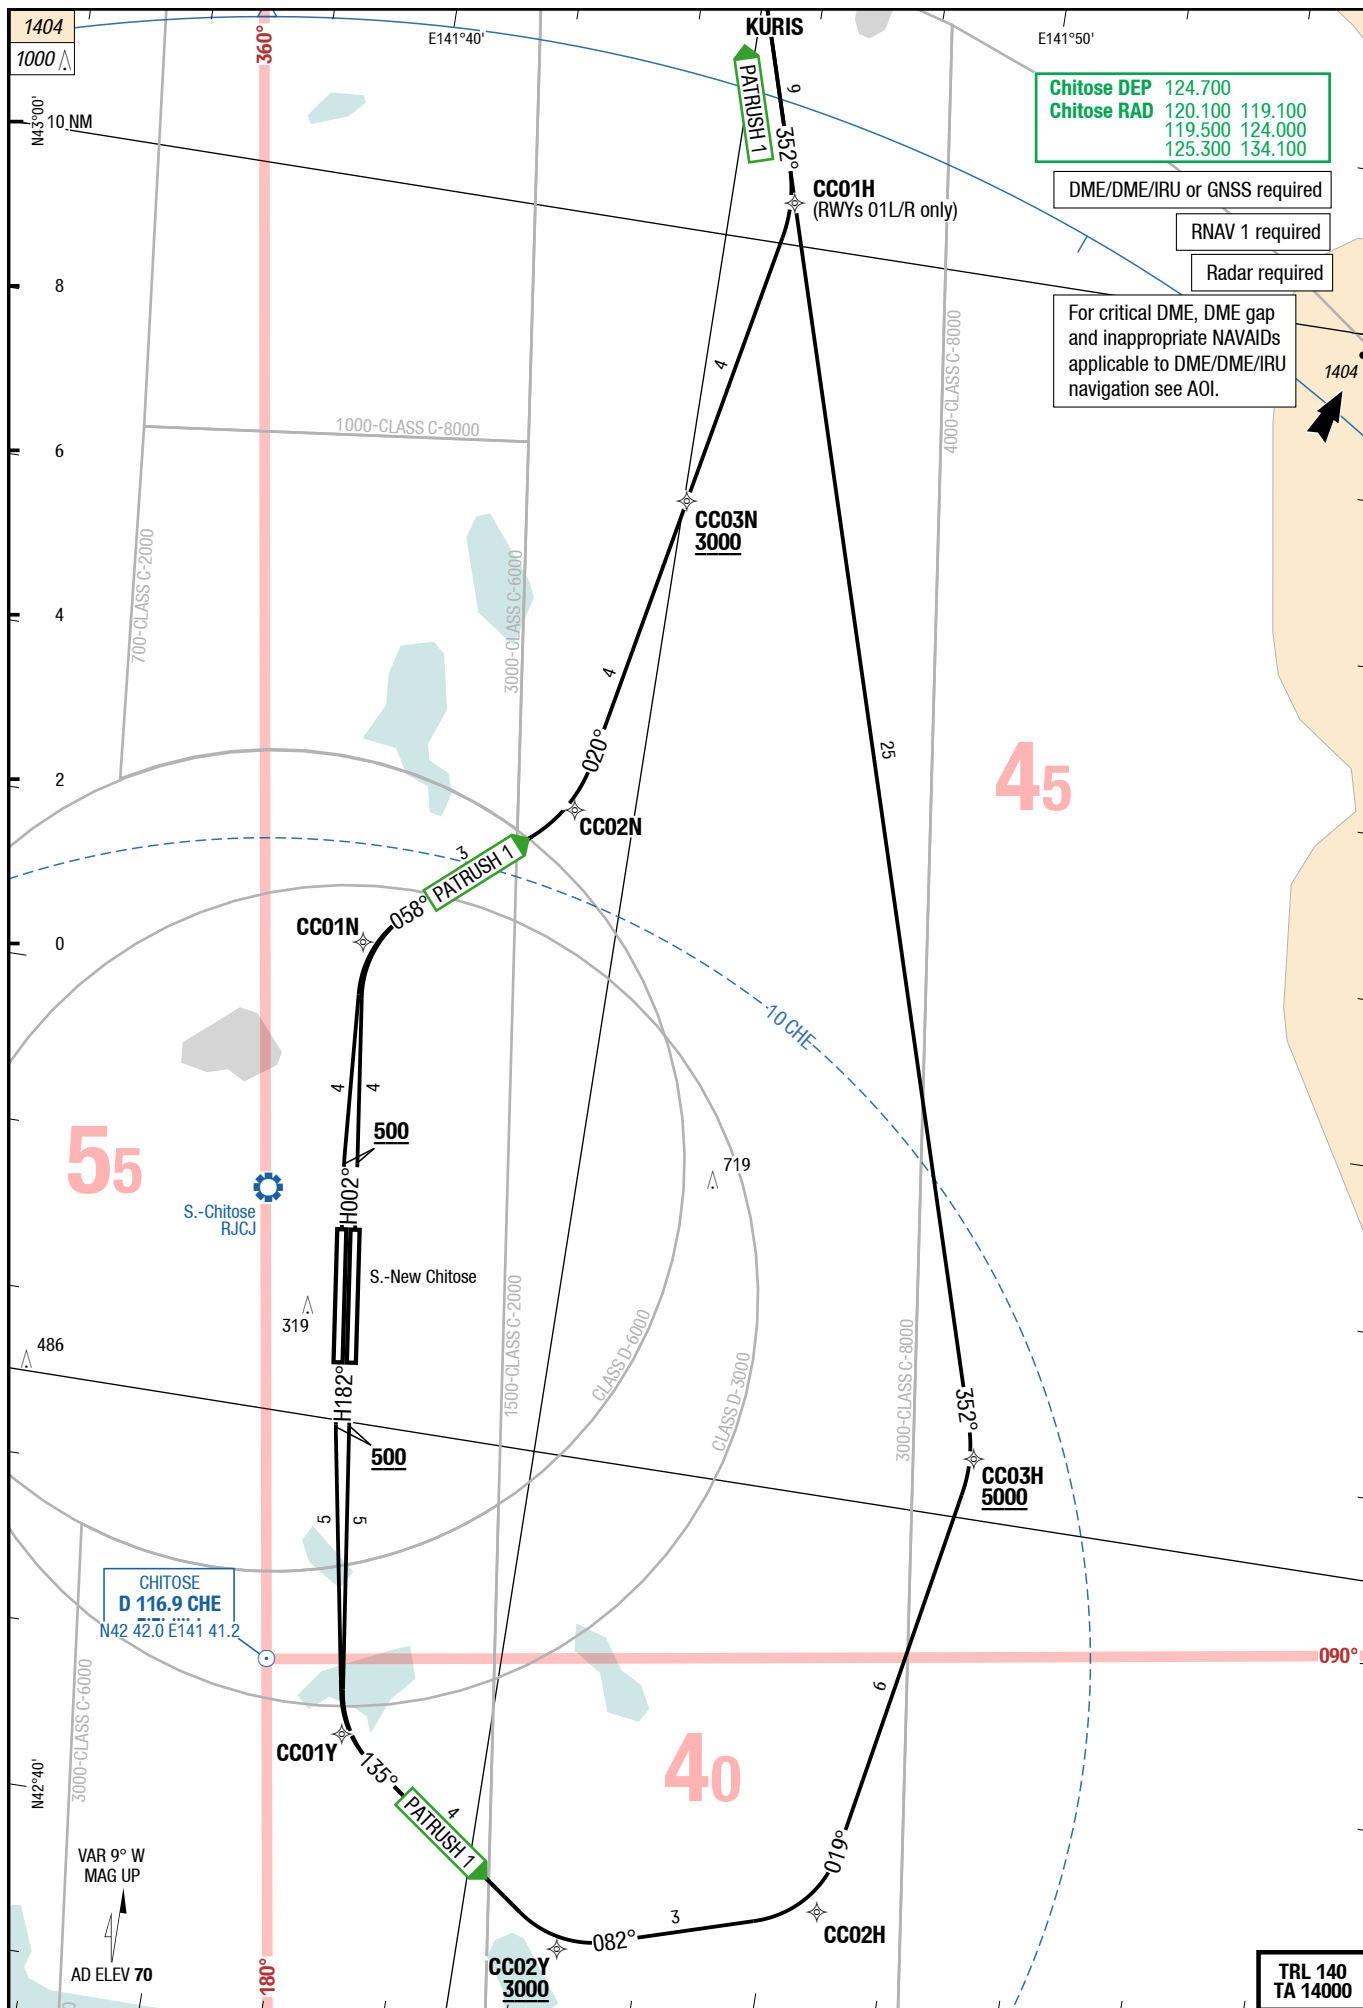 1404
1000
360°
E141°40'
KURIS
E141°50'
N43°00'
10 NM
PATRUSH 1
9
352°
Chitose DEP 124.700
Chitose RAD 120.100 119.100
119.500 124.000
125.300 134.100
DME/DME/IRU or GNSS required
RNAV 1 required
Radar required
For critical DME, DME gap
and inappropriate NAVAIDs
applicable to DME/DME/IRU
navigation see AOI.
1404
CC01H
(RWYs 01L/R only)
8
4
4000-CLASS C-8000
1000-CLASS C-8000
6
CC03N
3000
700-CLASS C-2000
3000-CLASS C-6000
4
4
020°
25
45
2
CC02N
3
PATRUSH 1
058°
CC01N
0
10 CHE
4
4
500
H002°
55
719
S.-Chitose
RJCJ
S.-New Chitose
319
486
1500-CLASS C-2000
CLASS D-6000
CLASS D-3000
3000-CLASS C-8000
H182°
500
352°
CC03H
5000
5
5
CHITOSE
D 116.9 CHE
N42 42.0 E141 41.2
090°
3000-CLASS C-6000
6
CC01Y
135°
4
PATRUSH 1
40
N42°40'
019°
VAR 9° W
MAG UP
CC02H
3
082°
CC02Y
3000
AD ELEV 70
180°
TRL 140
TA 14000